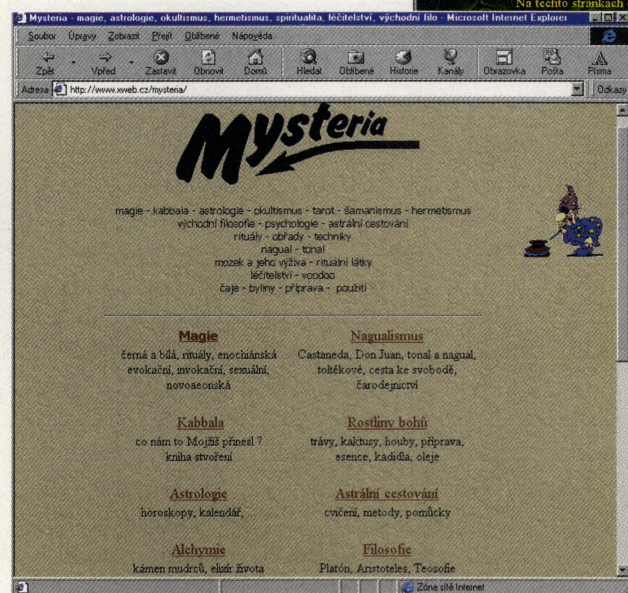 Na těchto stránkách
Mysteria - magie, astrologie, okultismus, hermetismus, spiritualita, léčitelství, východní filo - Microsoft Internet Explorer
Soubor Úpravy Zobrazit Přejít Oblíbené Nápověda
Zpět Vpřed Zastavit Obnovit Domů Hledat Oblíbené Historie Kanály Obrazovka Pošta Písma
Adresa http://www.xweb.cz/mysteria/ Odkazy
Mysteria
magie - kabbala - astrologie - okultismus - tarot - šamanismus - hermetismus
východní filosofie - psychologie - astrální cestování
rituály - obřady - techniky
nagual - tonal
mozek a jeho výživa - rituální látky
léčitelství - voodoo
čaje - byliny - příprava - použití
Magie
černá a bílá, rituály, enochiánská
evokační, invokační, sexuální,
novoaeonská
Nagualismus
Castaneda, Don Juan, tonal a nagual,
toltékové, cesta ke svobodě,
čarodejnictví
Kabbala
co nám to Mojžíš přinesl ?
kniha stvoření
Rostliny bohů
trávy, kaktusy, houby, příprava,
esence, kadidla, oleje
Astrologie
horoskopy, kalendář, ...
Astrální cestování
cvičení, metody, pomůcky
Alchymie
kámen mudrců, elixír života
Filosofie
Platón, Aristoteles, Teosofie
Zóna sítě Internet